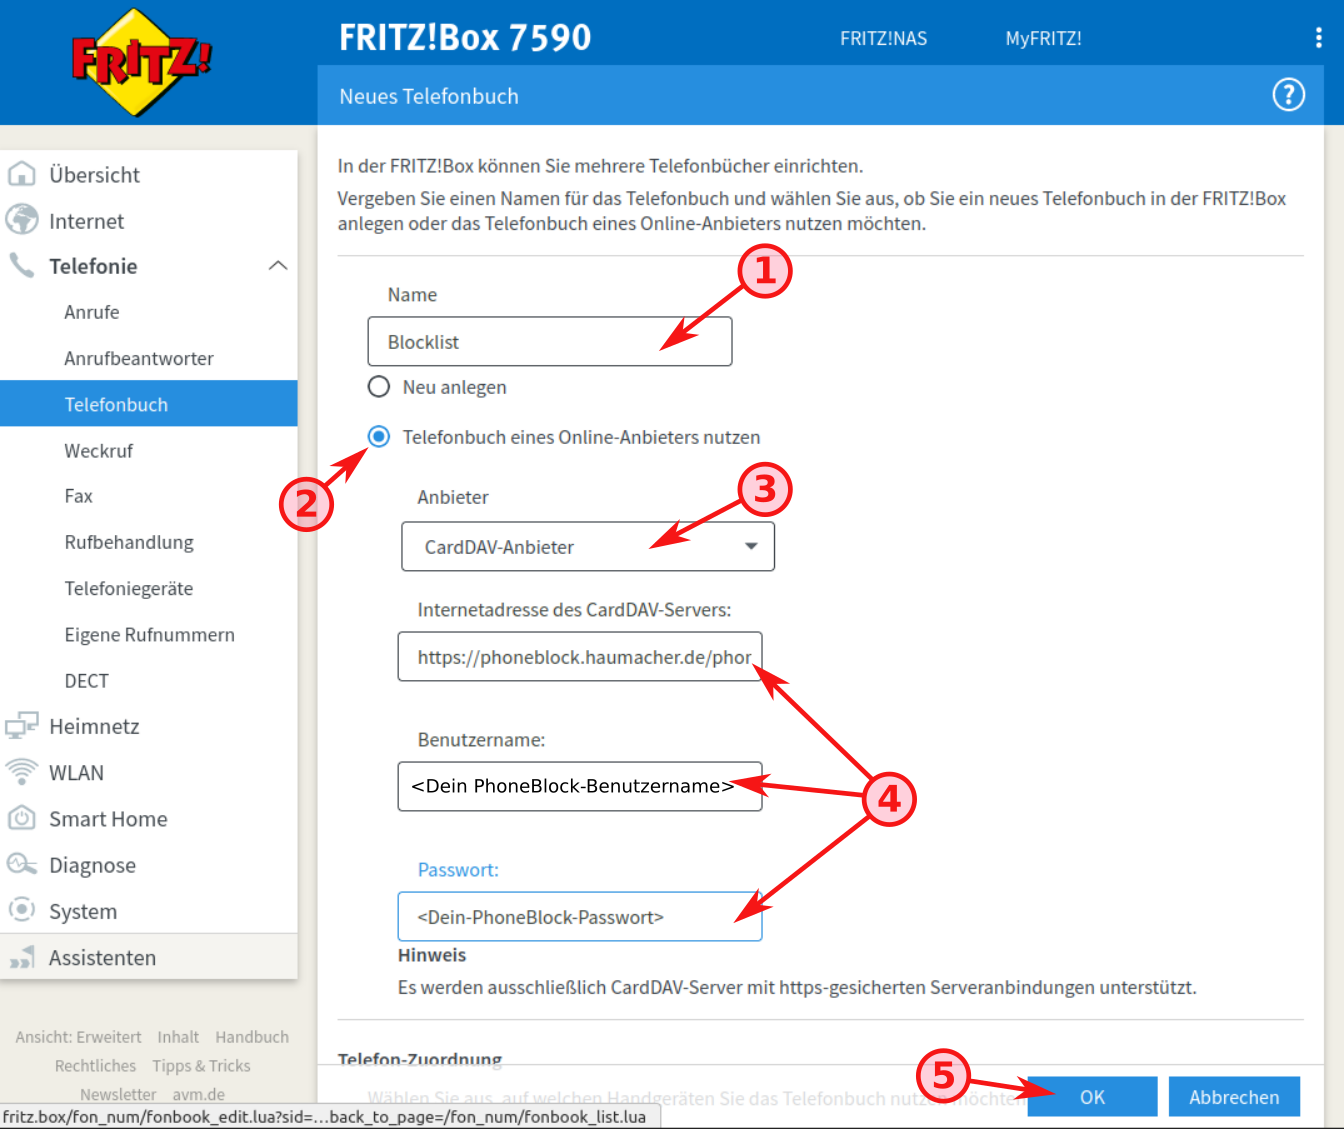 FRITZ!
FRITZ!Box 7590
FRITZ!NAS
MyFRITZ!
Neues Telefonbuch
?
Übersicht
Internet
Telefonie
Anrufe
Anrufbeantworter
Telefonbuch
Weckruf
Fax
Rufbehandlung
Telefoniegeräte
Eigene Rufnummern
DECT
Heimnetz
WLAN
Smart Home
Diagnose
System
Assistenten
Ansicht: Erweitert Inhalt Handbuch
Rechtliches Tipps & Tricks
Newsletter avm.de
fritz.box/fon_num/fonbook_edit.lua?sid=...back_to_page=/fon_num/fonbook_list.lua
In der FRITZ!Box können Sie mehrere Telefonbücher einrichten.
Vergeben Sie einen Namen für das Telefonbuch und wählen Sie aus, ob Sie ein neues Telefonbuch in der FRITZ!Box
anlegen oder das Telefonbuch eines Online-Anbieters nutzen möchten.
1
Name
Blocklist
Neu anlegen
Telefonbuch eines Online-Anbieters nutzen
2
3
Anbieter
CardDAV-Anbieter
Internetadresse des CardDAV-Servers:
https://phoneblock.haumacher.de/phor
Benutzername:
<Dein PhoneBlock-Benutzername>
4
Passwort:
<Dein-PhoneBlock-Passwort>
Hinweis
Es werden ausschließlich CardDAV-Server mit https-gesicherten Serveranbindungen unterstützt.
Telefon-Zuordnung
Wählen Sie aus, auf welchen Handgeräten Sie das Telefonbuch nutzen möchten
5
OK
Abbrechen